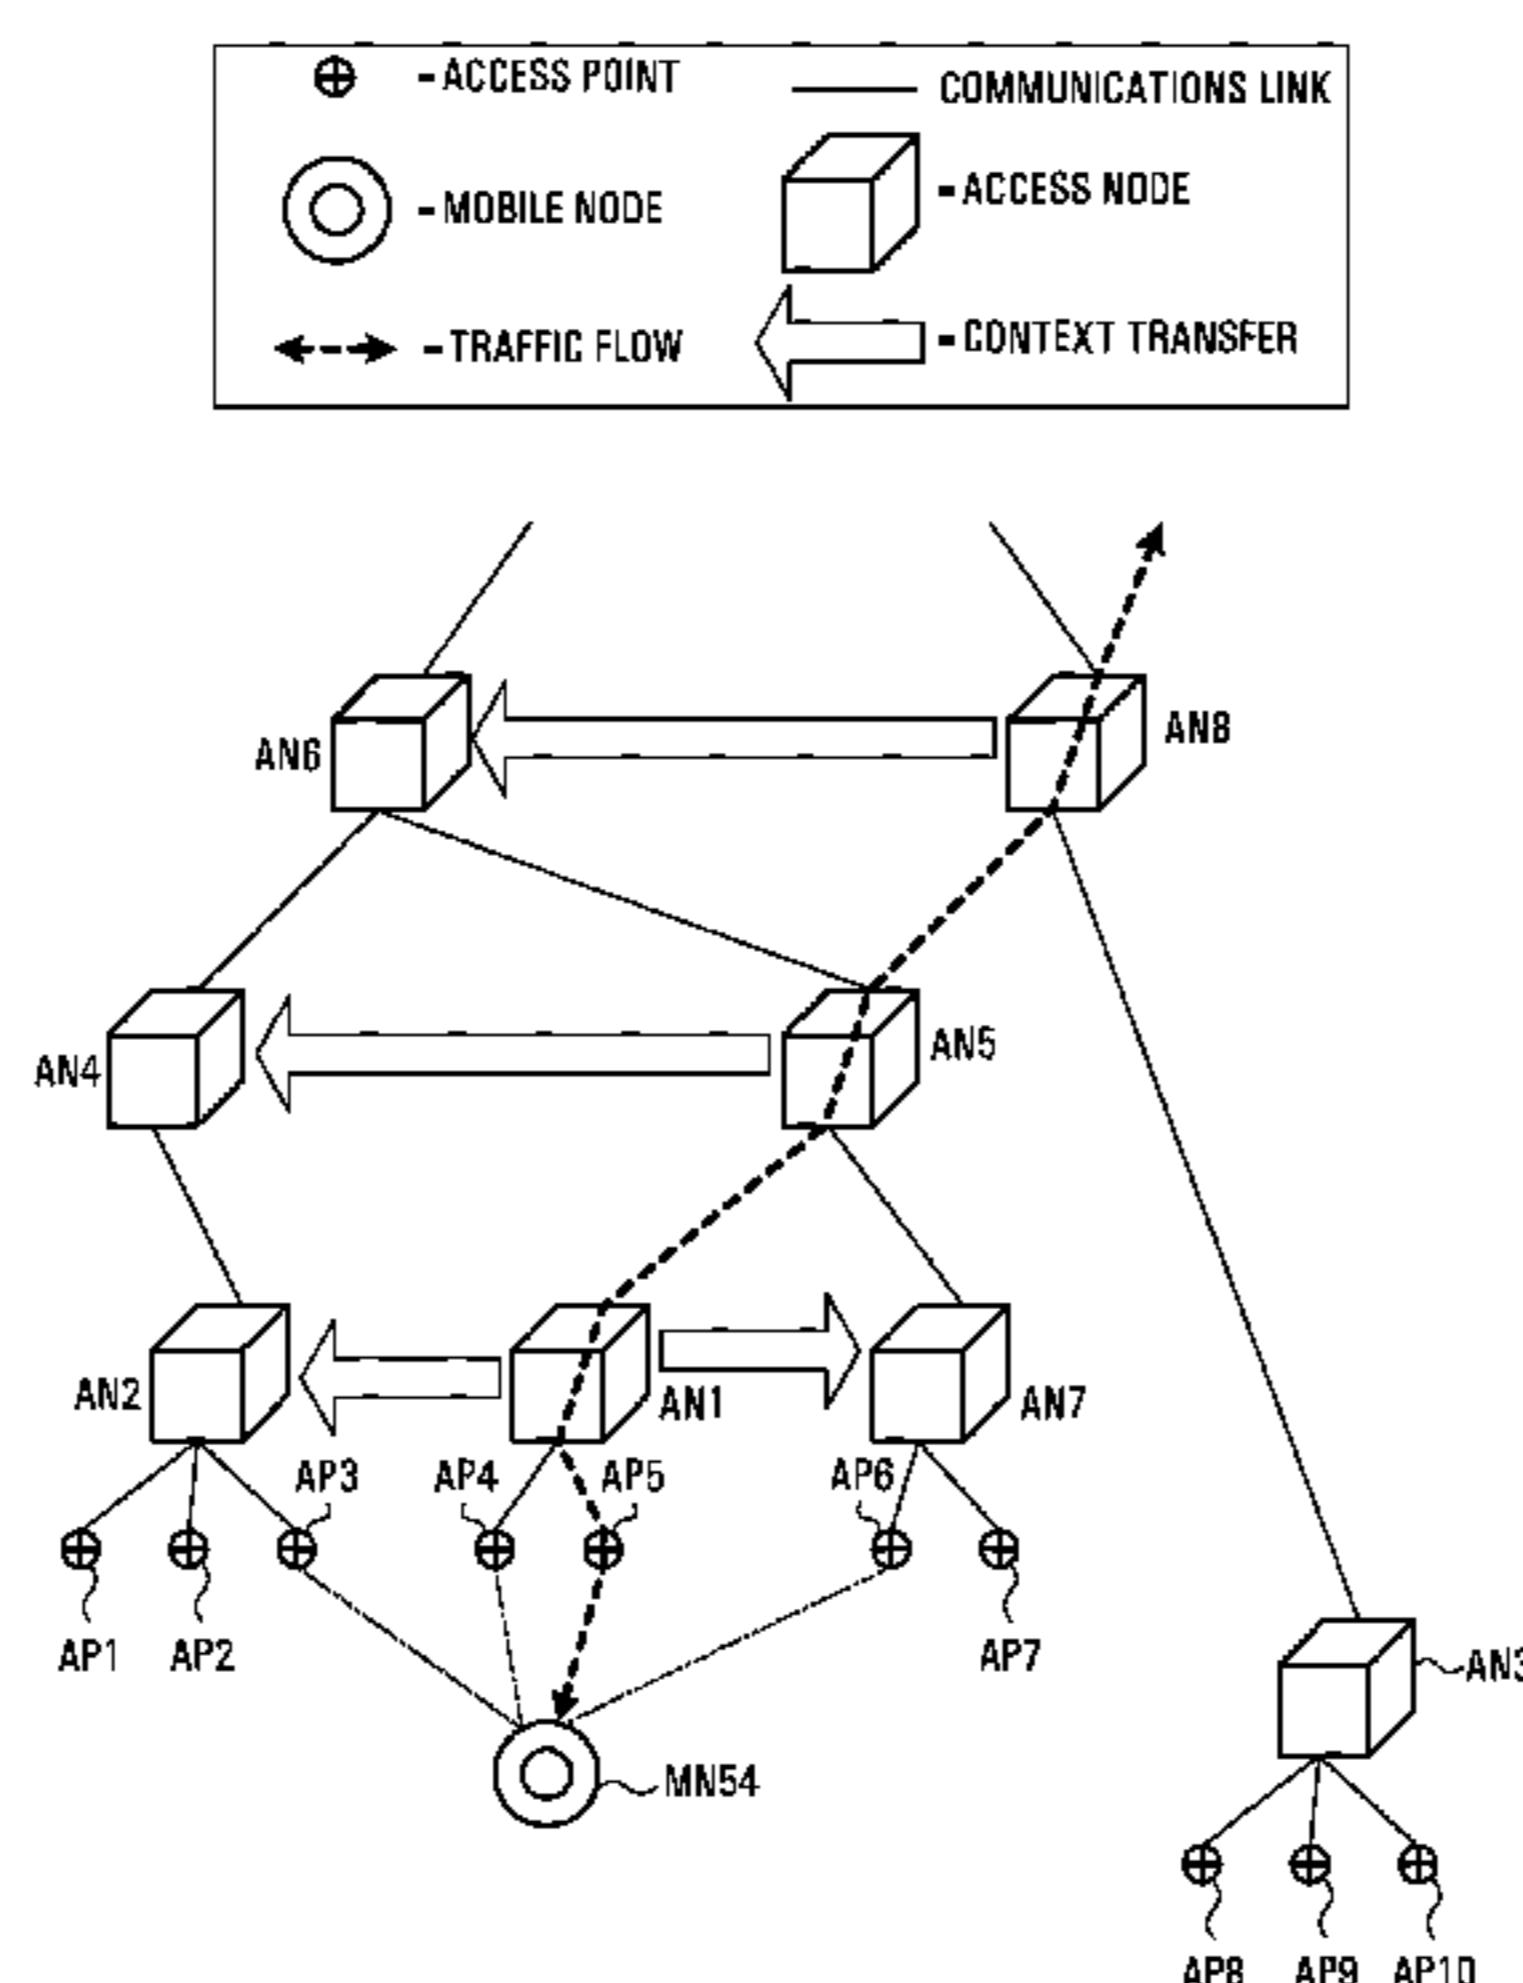 - ACCESS POINT
COMMUNICATIONS LINK
- MOBILE NODE
- ACCESS NODE
- TRAFFIC FLOW
- CONTEXT TRANSFER
AN6
AN8
AN4
AN5
AN2
AN1
AN7
AP3
AP4
AP5
AP6
AP1
AP2
AP7
AN3
MN54
AP8
AP9
AP10